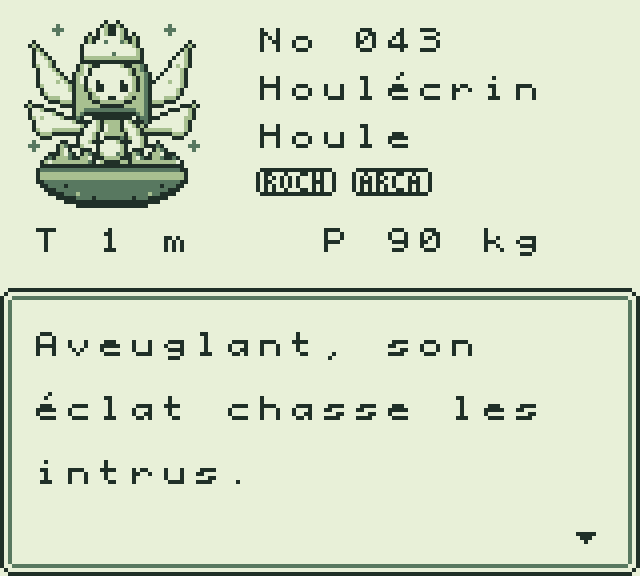 No 043
Houlécrin
Houle
ROCH ARCA
T 1 m P 90 kg
Aveuglant, son
éclat chasse les
intrus.